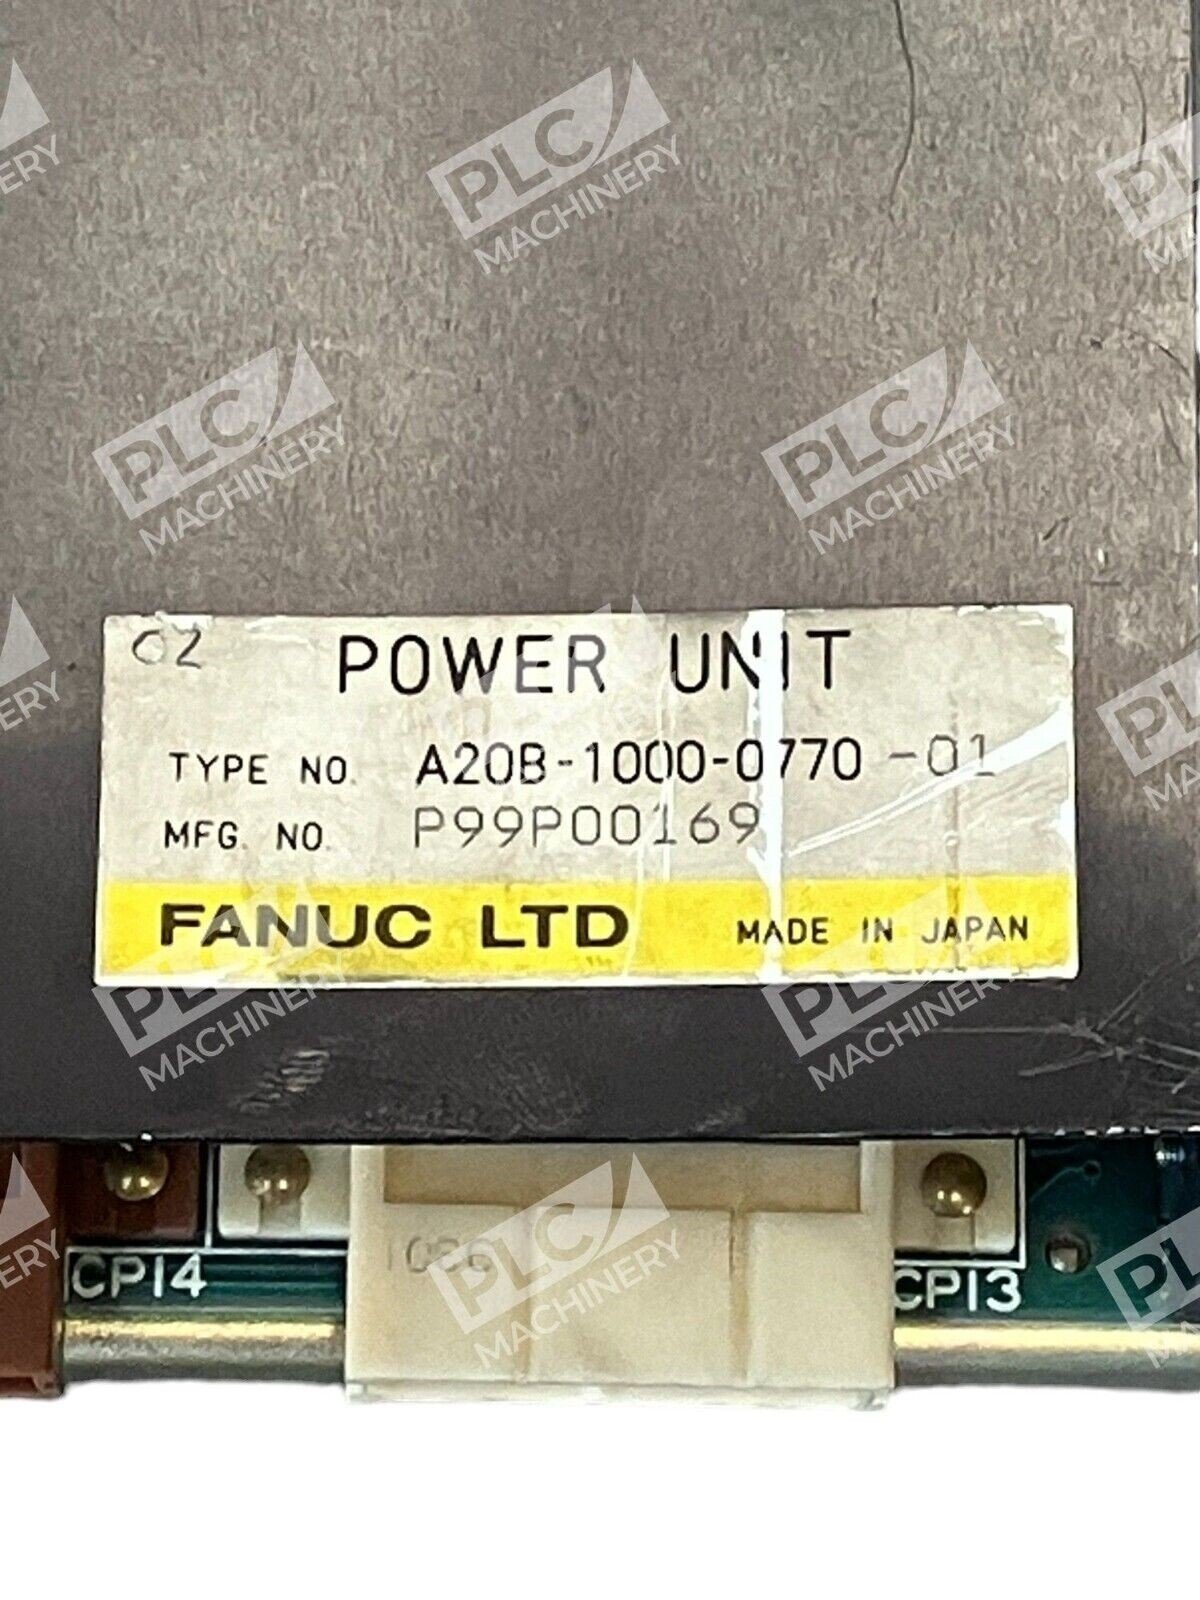 PLC
MACHINERY
C2 POWER UNIT
TYPE NO. A20B-1000-0770-01
MFG. NO. P99P00169
FANUC LTD MADE IN JAPAN
CP14
CP13